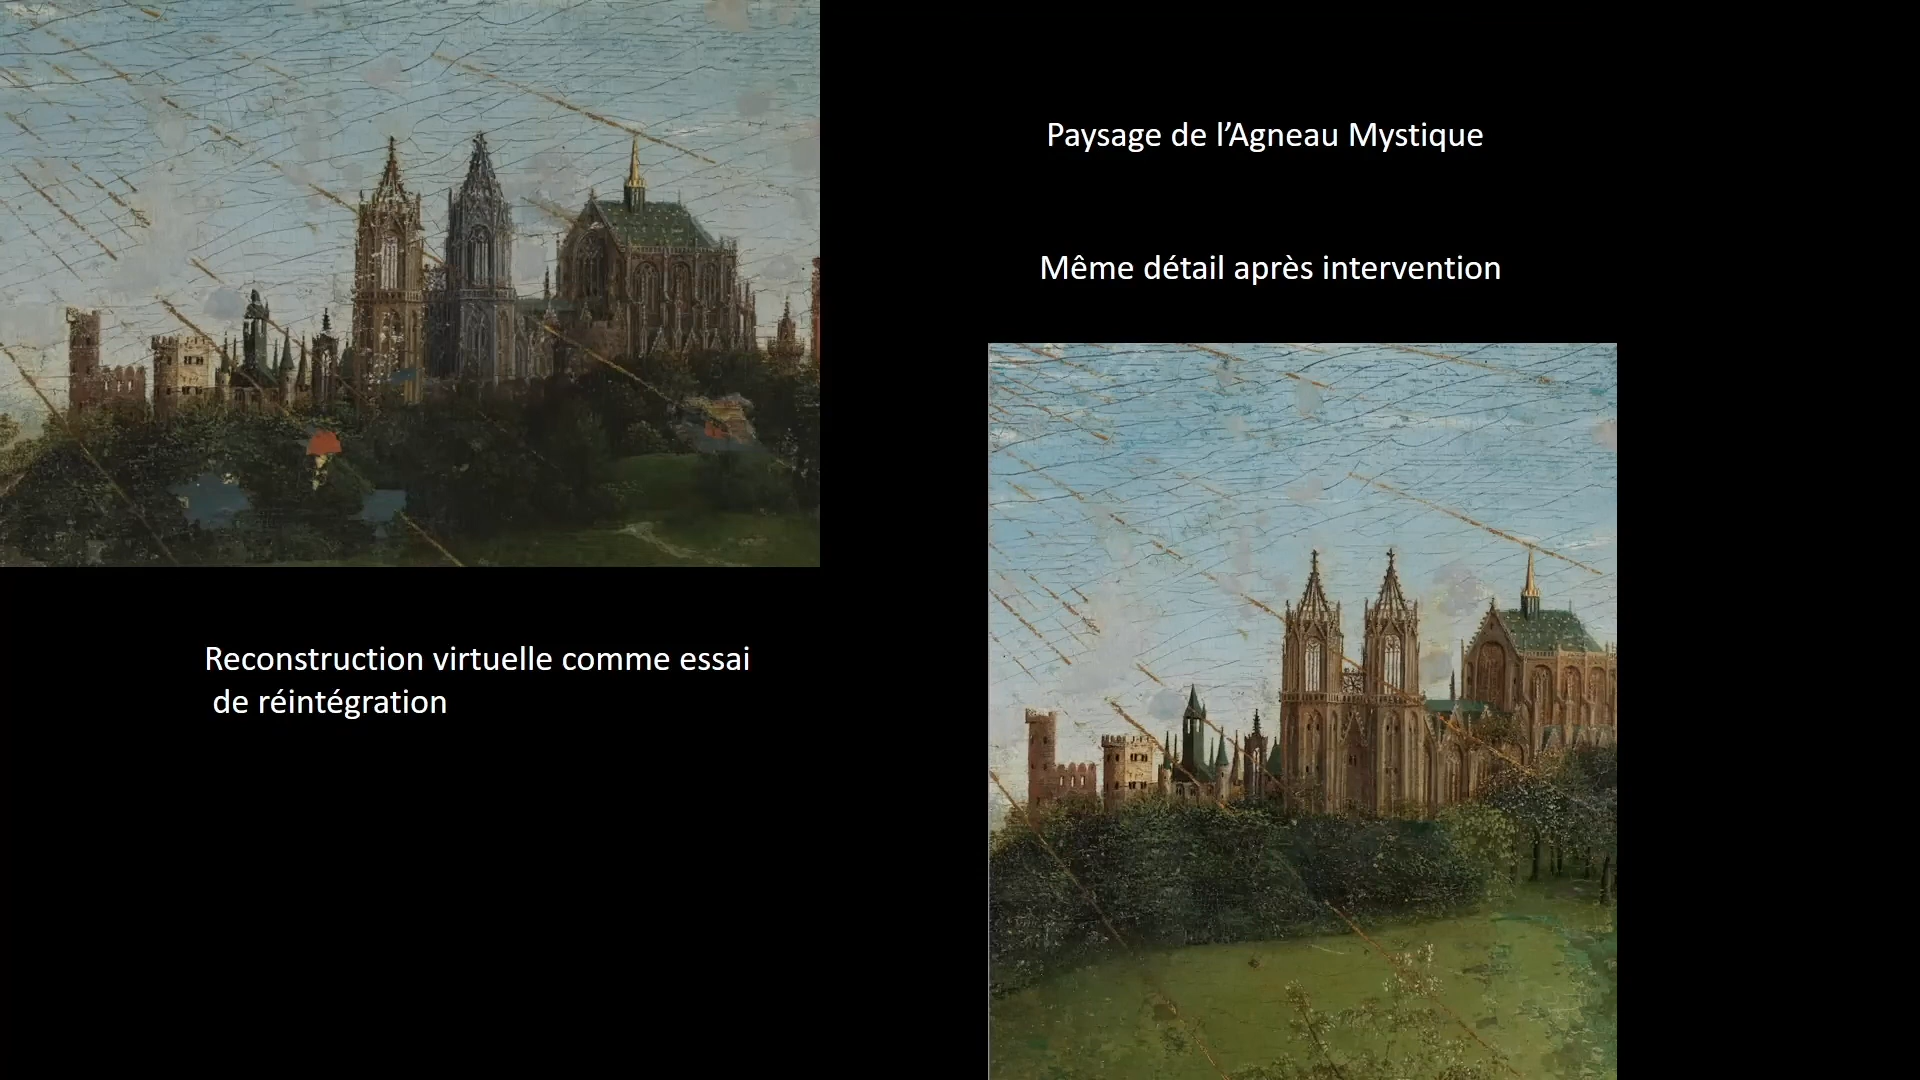 Paysage de l’Agneau Mystique
Même détail après intervention
Reconstruction virtuelle comme essai
de réintégration